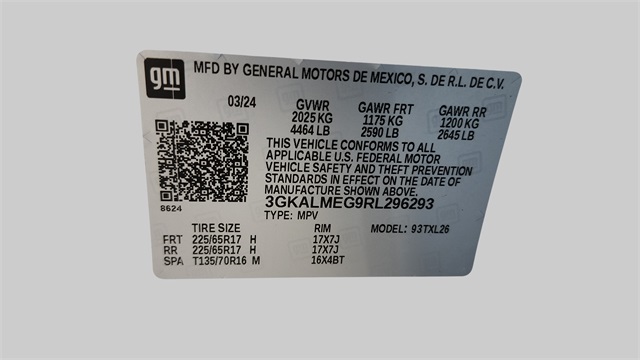 gm
MFD BY GENERAL MOTORS DE MEXICO, S. DE R.L. DE C.V.
03/24 GVWR GAWR FRT GAWR RR
2025 KG 1175 KG 1200 KG
4464 LB 2590 LB 2645 LB
THIS VEHICLE CONFORMS TO ALL
APPLICABLE U.S. FEDERAL MOTOR
VEHICLE SAFETY AND THEFT PREVENTION
STANDARDS IN EFFECT ON THE DATE OF
MANUFACTURE SHOWN ABOVE.
3GKALMEG9RL296293
8624
TYPE: MPV MODEL: 93TXL26
TIRE SIZE RIM
FRT 225/65R17 H 17X7J
RR 225/65R17 H 17X7J
SPA T135/70R16 M 16X4BT